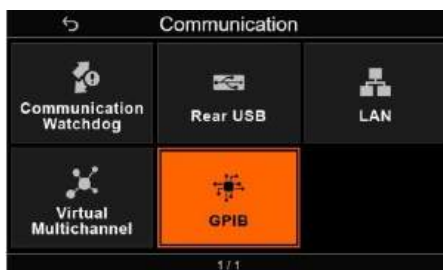 Communication
Communication
Watchdog
Rear USB
LAN
Virtual
Multichannel
GPIB
1/1